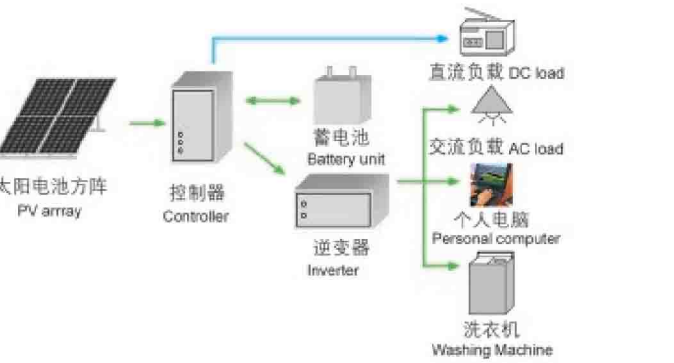 直流负载 DC load
蓄电池
Battery unit
交流负载 AC load
太阳电池方阵
PV arrray
控制器
Controller
个人电脑
Personal computer
逆变器
Inverter
洗衣机
Washing Machine